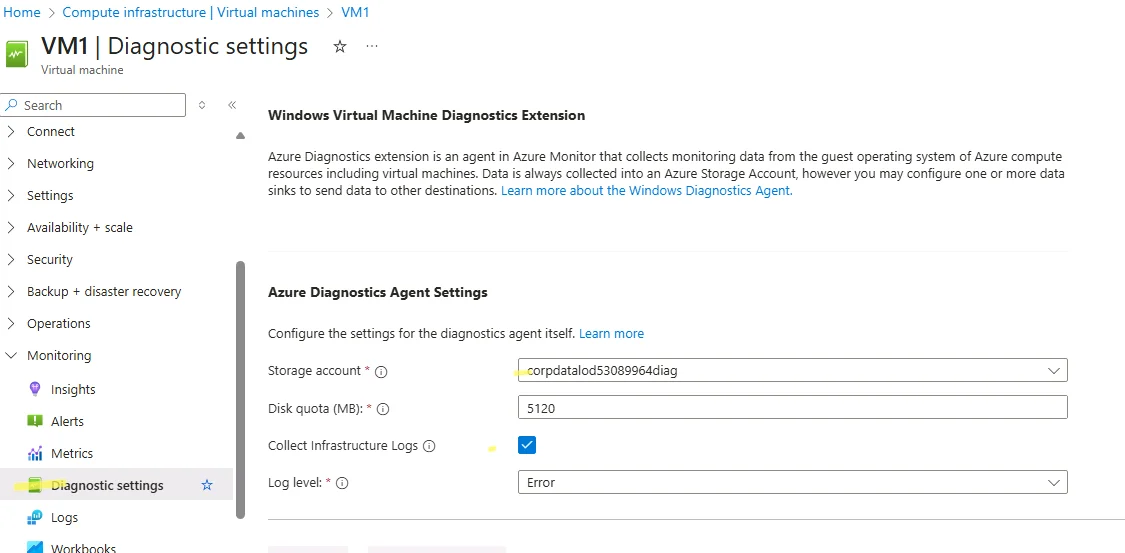 Home > Compute infrastructure | Virtual machines > VM1
VM1 | Diagnostic settings
Virtual machine
Search
Connect
Networking
Settings
Availability + scale
Security
Backup + disaster recovery
Operations
Monitoring
Insights
Alerts
Metrics
Diagnostic settings
Logs
Workbooks
Windows Virtual Machine Diagnostics Extension
Azure Diagnostics extension is an agent in Azure Monitor that collects monitoring data from the guest operating system of Azure compute
resources including virtual machines. Data is always collected into an Azure Storage Account, however you may configure one or more data
sinks to send data to other destinations. Learn more about the Windows Diagnostics Agent.
Azure Diagnostics Agent Settings
Configure the settings for the diagnostics agent itself. Learn more
Storage account * corpdatalod53089964diag
Disk quota (MB): * 5120
Collect Infrastructure Logs
Log level: * Error